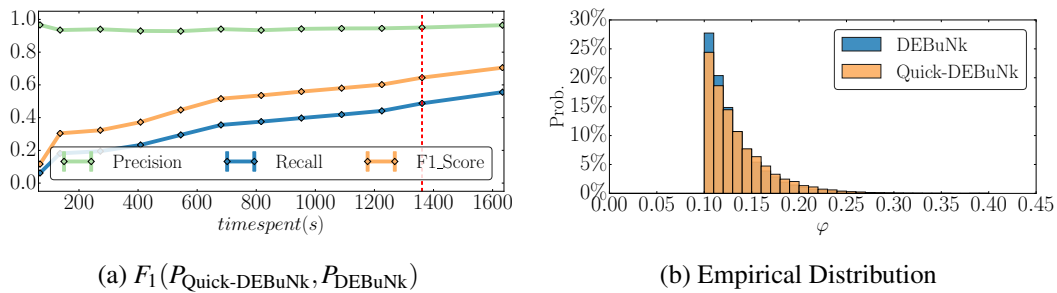 1.0
0.8
0.6
0.4
0.2
0.0
Precision Recall F1_Score
200 400 600 800 1000 1200 1400 1600
timespent(s)
(a) F1(PQuick-DEBuNk, PDEBuNk)
30%
25%
20%
15%
10%
5%
0%
Prob.
DEBuNk
Quick-DEBuNk
0.00 0.05 0.10 0.15 0.20 0.25 0.30 0.35 0.40 0.45
φ
(b) Empirical Distribution